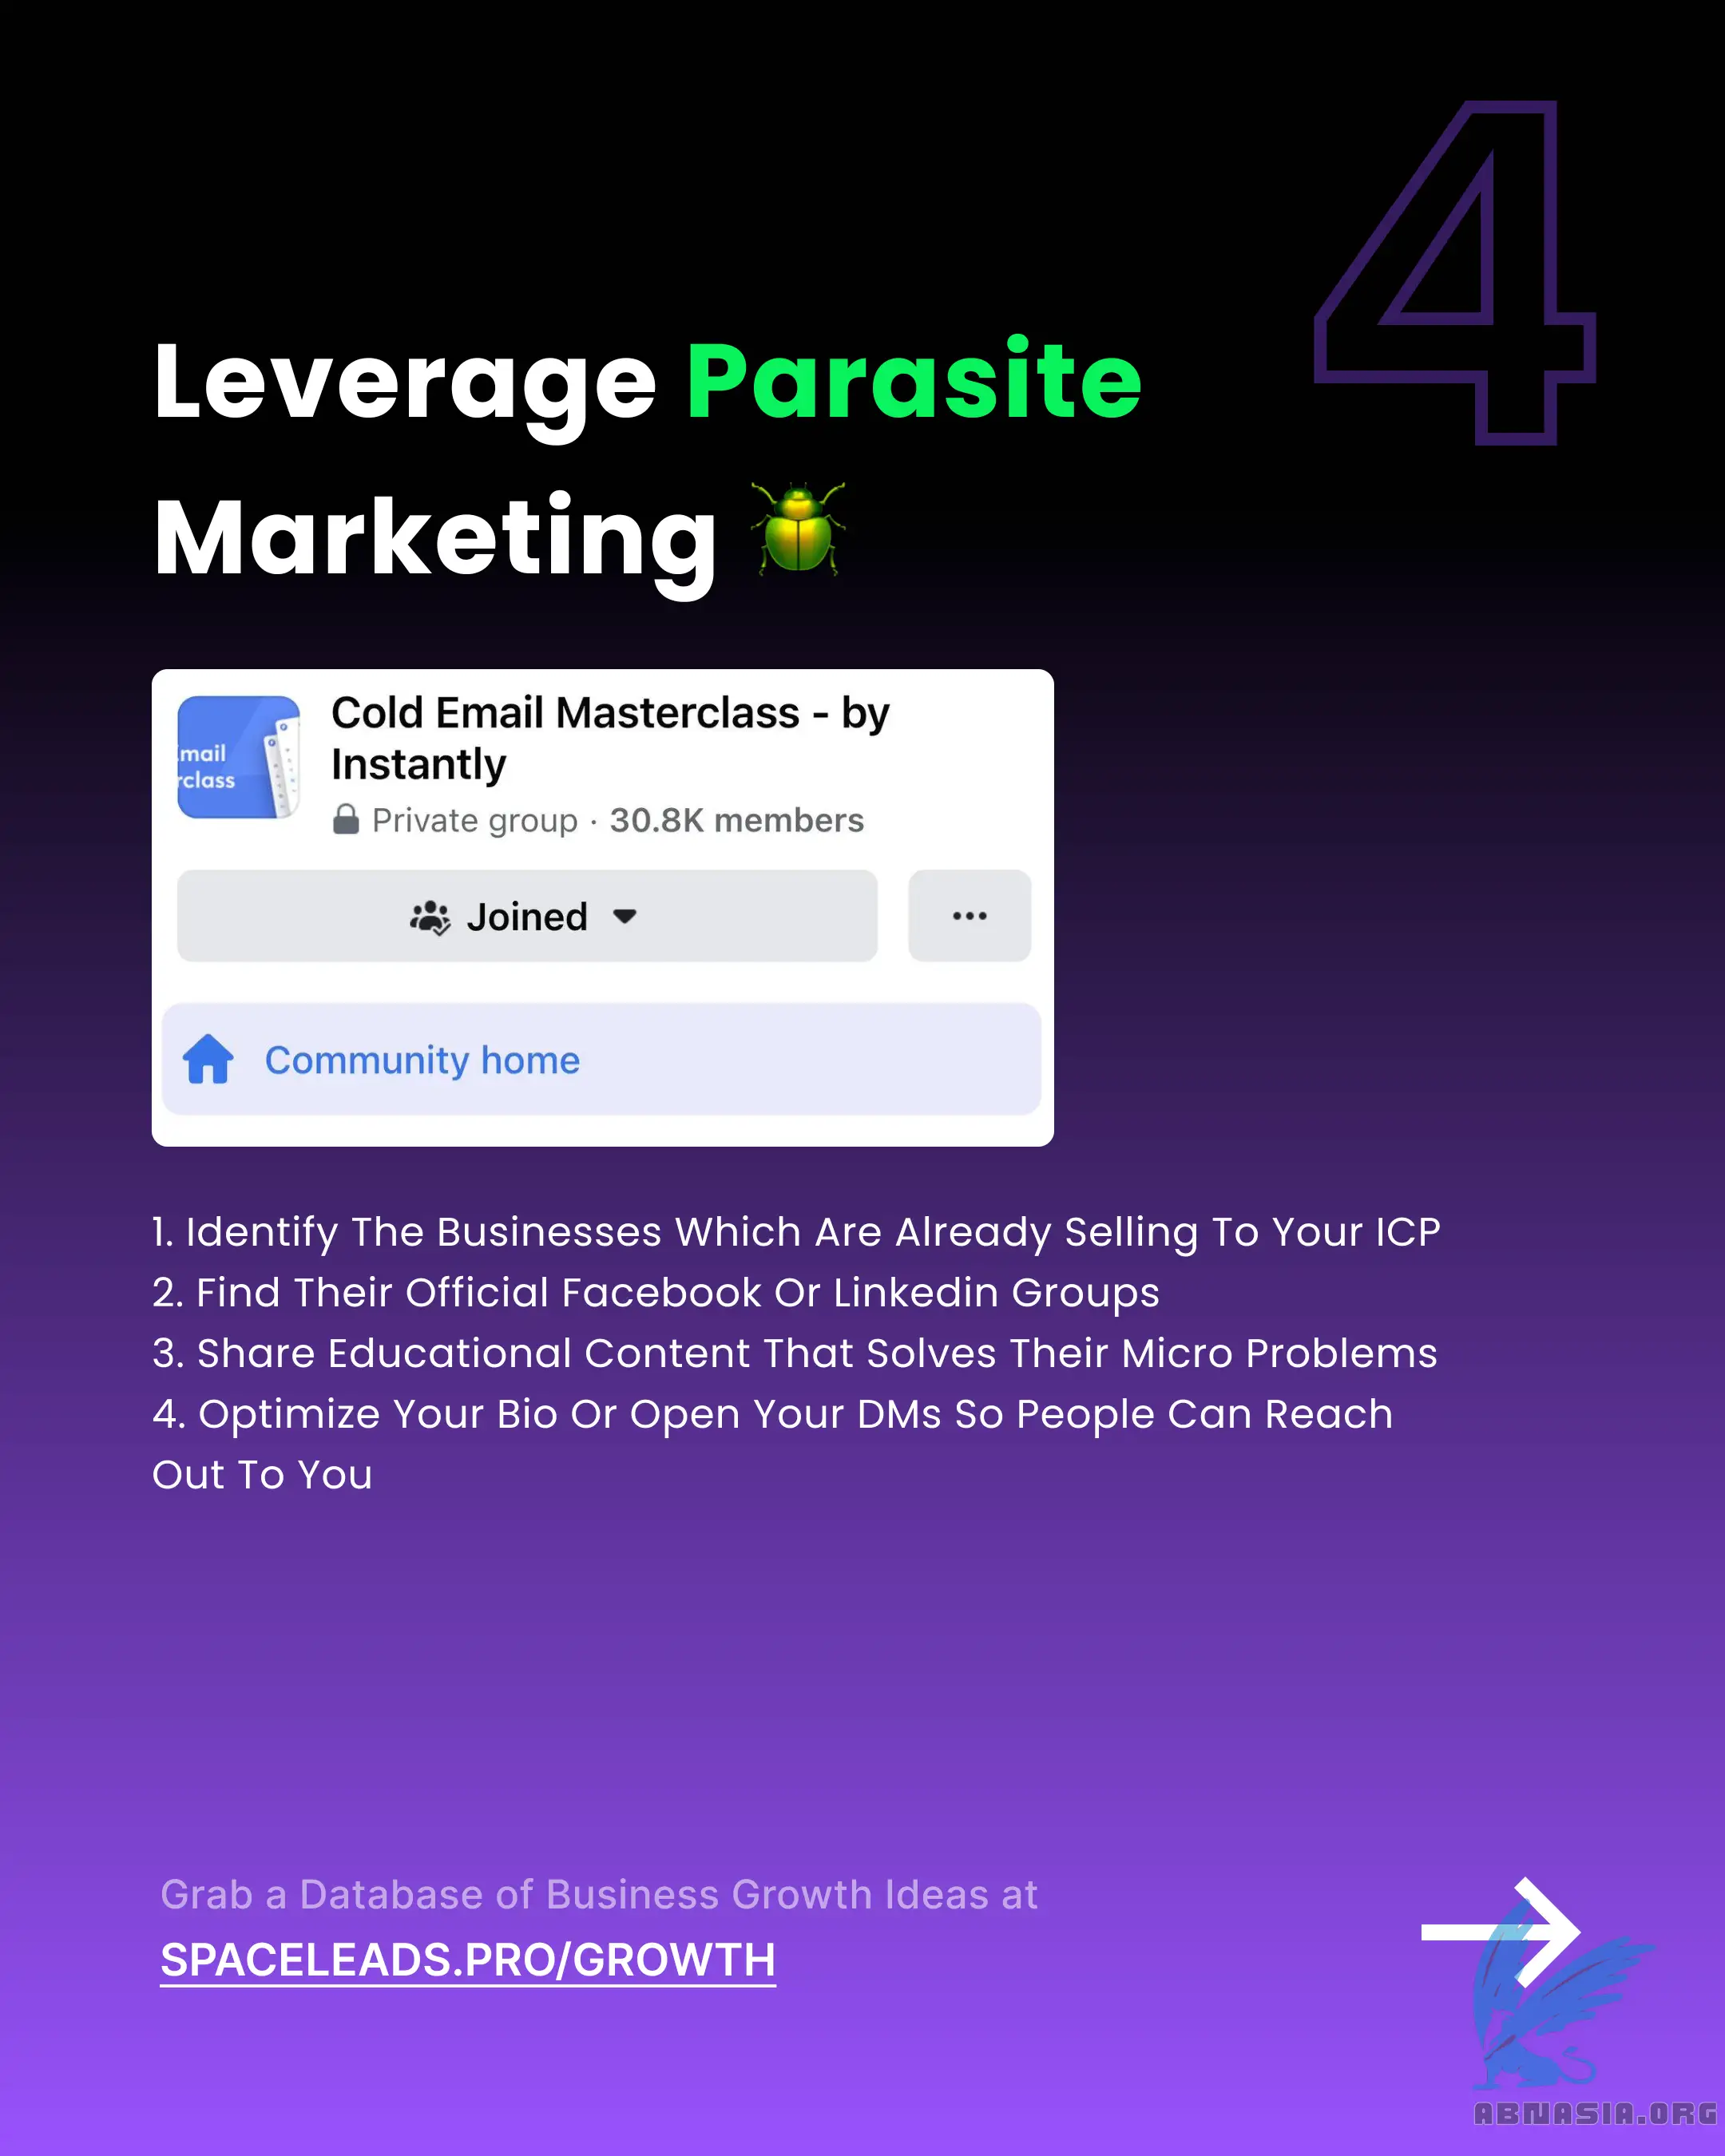 4
Leverage Parasite
Marketing
Cold Email Masterclass - by
Instantly
mail
rclass
Private group · 30.8K members
Joined
Community home
1. Identify The Businesses Which Are Already Selling To Your ICP
2. Find Their Official Facebook Or Linkedin Groups
3. Share Educational Content That Solves Their Micro Problems
4. Optimize Your Bio Or Open Your DMs So People Can Reach
Out To You
Grab a Database of Business Growth Ideas at
SPACELEADS.PRO/GROWTH
ABNASIA.ORG